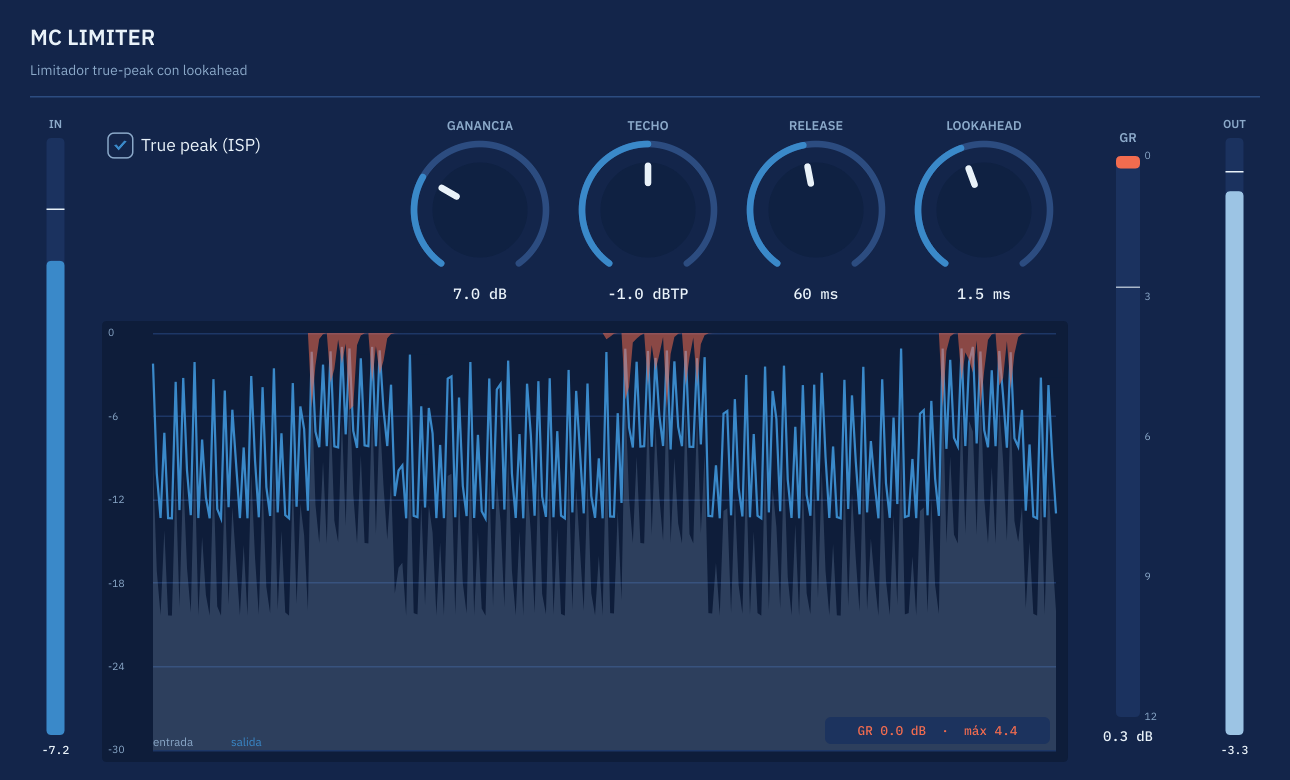 MC LIMITER
Limitador true-peak con lookahead
IN
True peak (ISP)
GANANCIA
TECHO
RELEASE
LOOKAHEAD
GR
OUT
7.0 dB
-1.0 dBTP
60 ms
1.5 ms
0
3
6
9
12
0.3 dB
0
-6
-12
-18
-24
-30
entrada
salida
GR 0.0 dB · máx 4.4
-7.2
-3.3